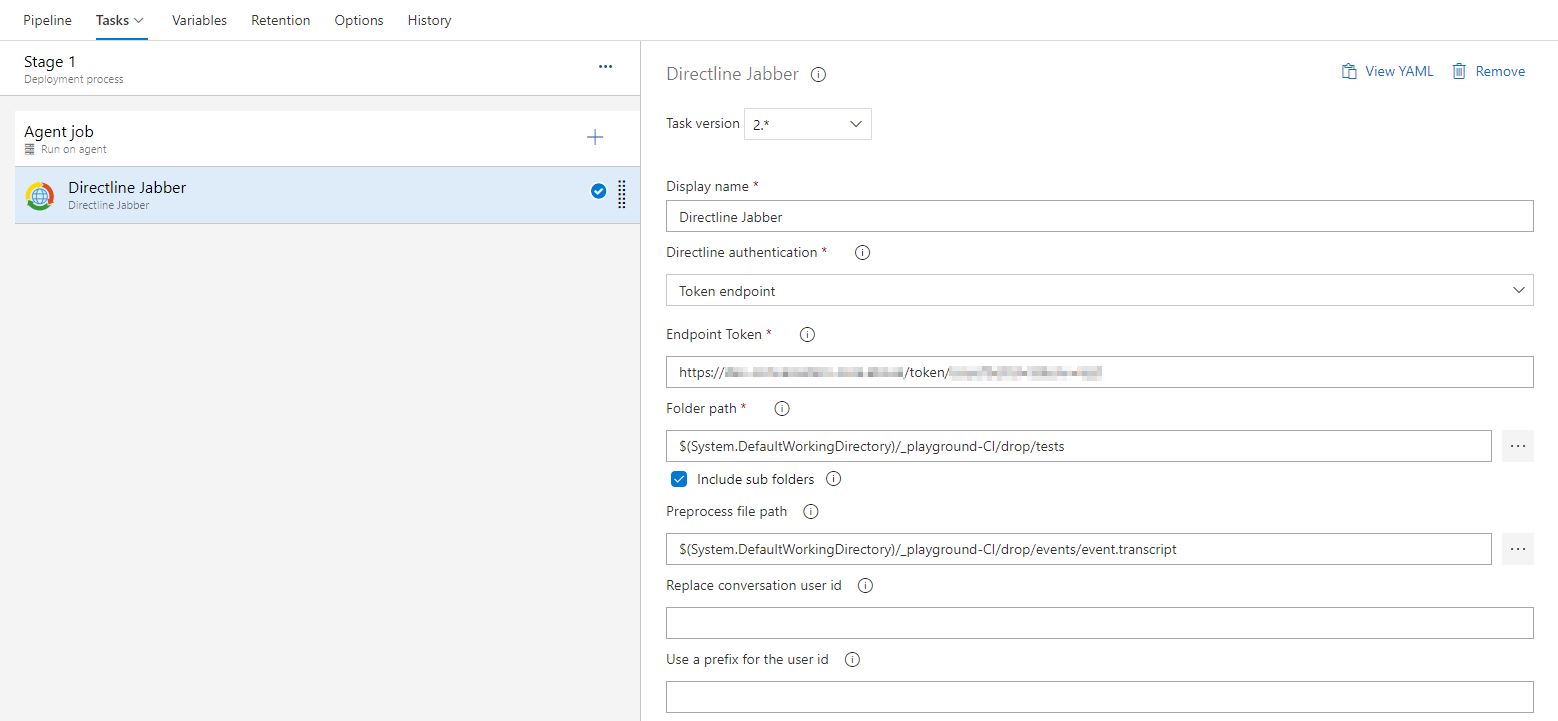 Pipeline Tasks Variables Retention Options History
Stage 1
Deployment process
Agent job
Run on agent
Directline Jabber
Directline Jabber
Directline Jabber
View YAML Remove
Task version 2.*
Display name *
Directline Jabber
Directline authentication *
Token endpoint
Endpoint Token *
https:// /token/
Folder path *
$(System.DefaultWorkingDirectory)/_playground-CI/drop/tests
Include sub folders
Preprocess file path
$(System.DefaultWorkingDirectory)/_playground-CI/drop/events/event.transcript
Replace conversation user id
Use a prefix for the user id